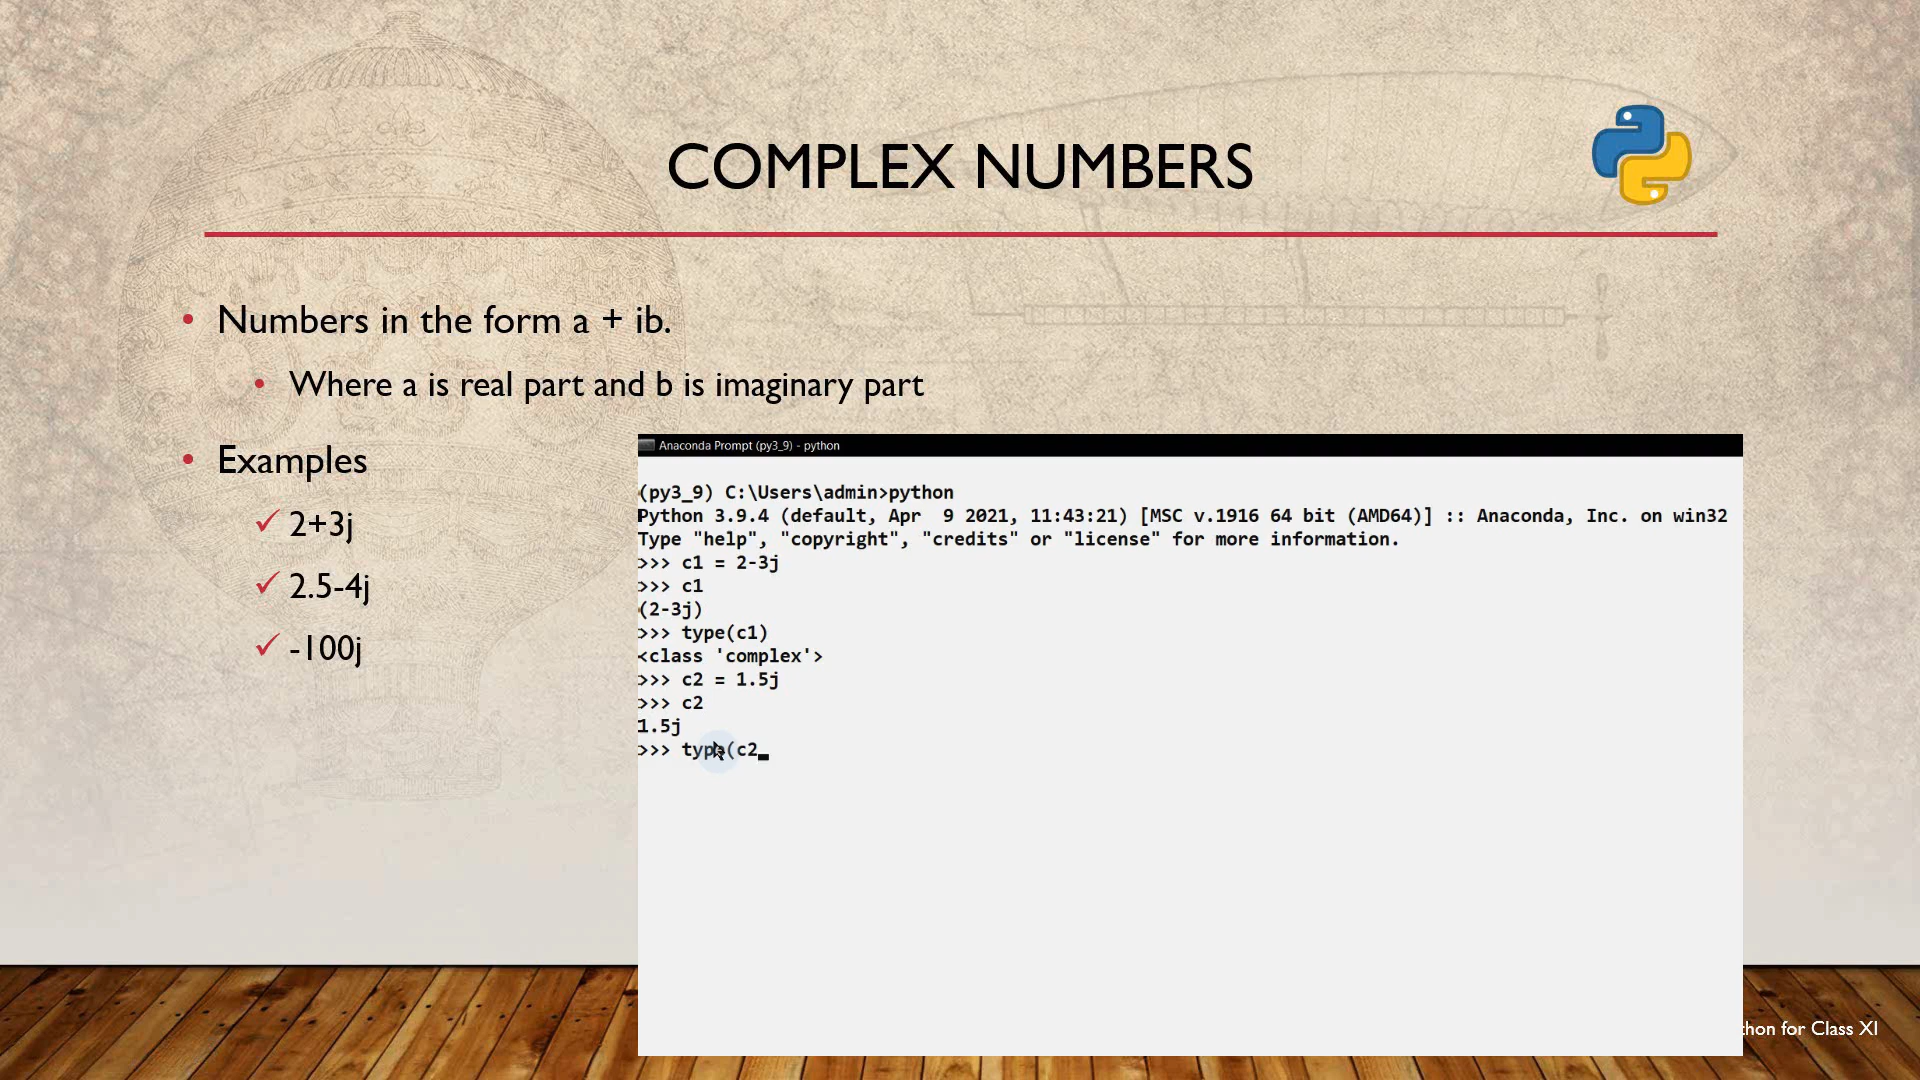 COMPLEX NUMBERS
• Numbers in the form a + ib.
• Where a is real part and b is imaginary part
• Examples
✓ 2+3j
✓ 2.5-4j
✓ -100j
Anaconda Prompt (py3_9) - python
(py3_9) C:\Users\admin>python
Python 3.9.4 (default, Apr  9 2021, 11:43:21) [MSC v.1916 64 bit (AMD64)] :: Anaconda, Inc. on win32
Type "help", "copyright", "credits" or "license" for more information.
>>> c1 = 2-3j
>>> c1
(2-3j)
>>> type(c1)
<class 'complex'>
>>> c2 = 1.5j
>>> c2
1.5j
>>> type(c2
thon for Class XI